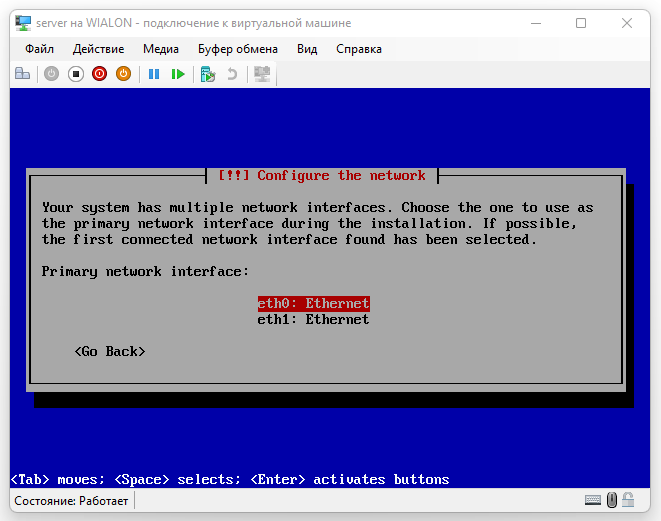 server на WIALON - подключение к виртуальной машине
Файл Действие Медиа Буфер обмена Вид Справка
[!!] Configure the network
Your system has multiple network interfaces. Choose the one to use as
the primary network interface during the installation. If possible,
the first connected network interface found has been selected.
Primary network interface:
eth0: Ethernet
eth1: Ethernet
<Go Back>
<Tab> moves; <Space> selects; <Enter> activates buttons
Состояние: Работает